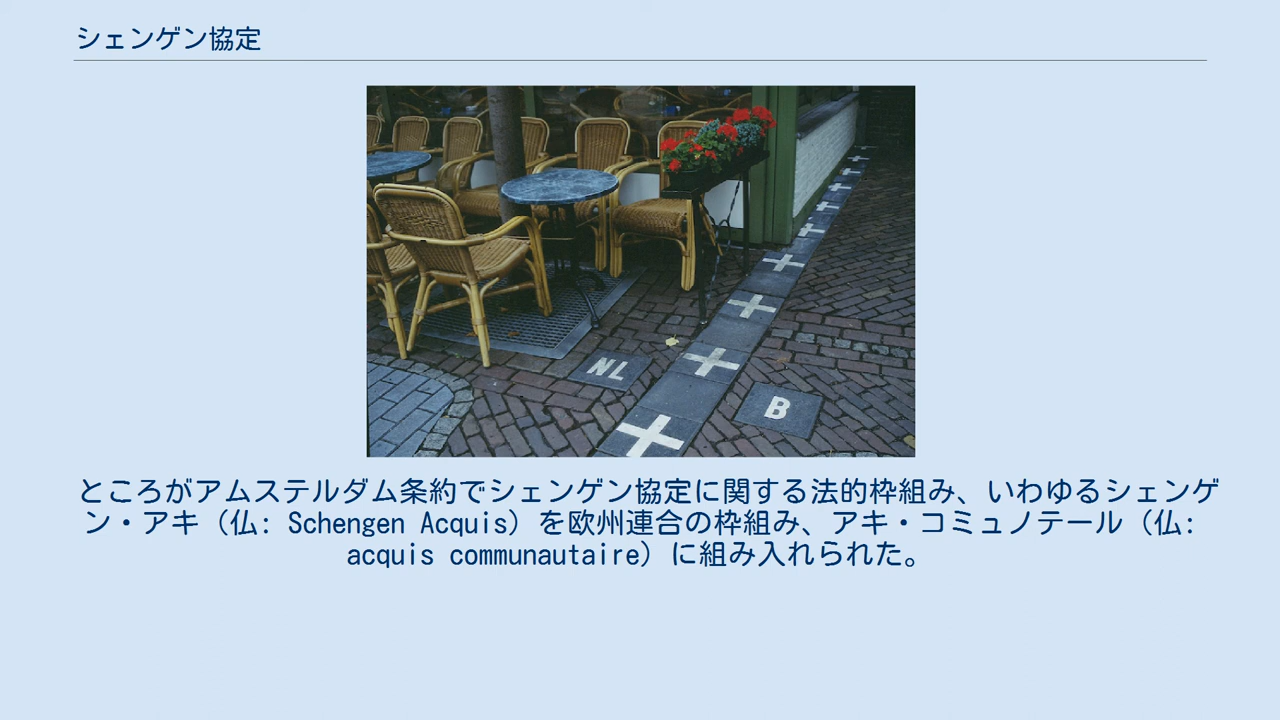 シェンゲン協定
NL
B
ところがアムステルダム条約でシェンゲン協定に関する法的枠組み、いわゆるシェンゲ
ン・アキ（仏: Schengen Acquis）を欧州連合の枠組み、アキ・コミュノテール（仏:
acquis communautaire）に組み入れられた。